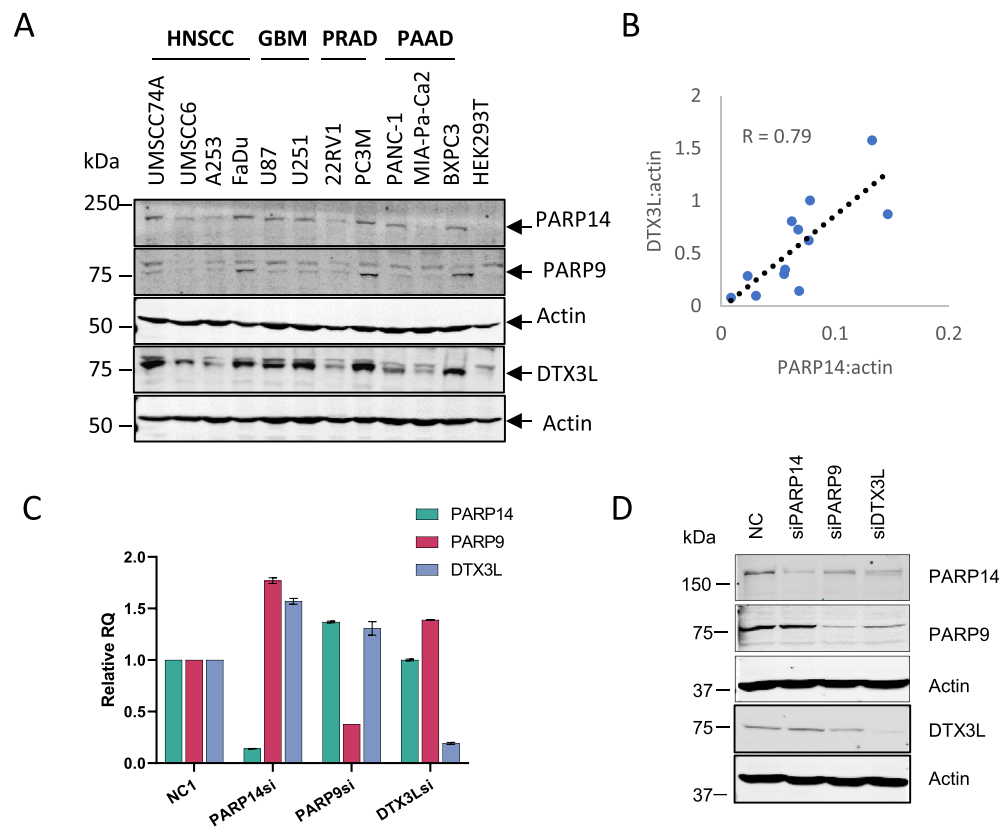 A
HNSCC GBM PRAD PAAD
kDa
UMSCC74A
UMSCC6
A253
FaDu
U87
U251
22RV1
PC3M
PANC-1
MIA-Pa-Ca2
BXPC3
HEK293T
250
PARP14
75
PARP9
50
Actin
75
DTX3L
50
Actin
B
2
1.5
1
0.5
0
R = 0.79
DTX3L:actin
0 0.1 0.2
PARP14:actin
C
PARP14
PARP9
DTX3L
2.0
1.5
1.0
0.5
0.0
Relative RQ
NC1
PARP14si
PARP9si
DTX3Lsi
D
kDa
NC
siPARP14
siPARP9
siDTX3L
150
PARP14
75
PARP9
37
Actin
75
DTX3L
37
Actin